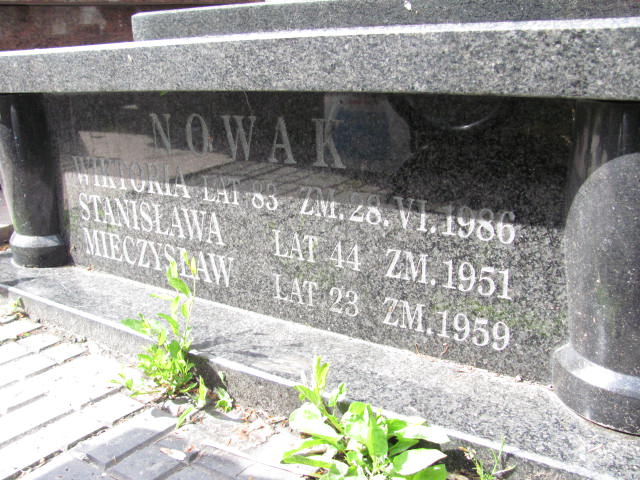 NOWAK
WIKTORIA LAT 83 ZM. 28. VI. 1986
STANISŁAWA LAT 44 ZM. 1951
MIECZYSŁAW LAT 23 ZM. 1959